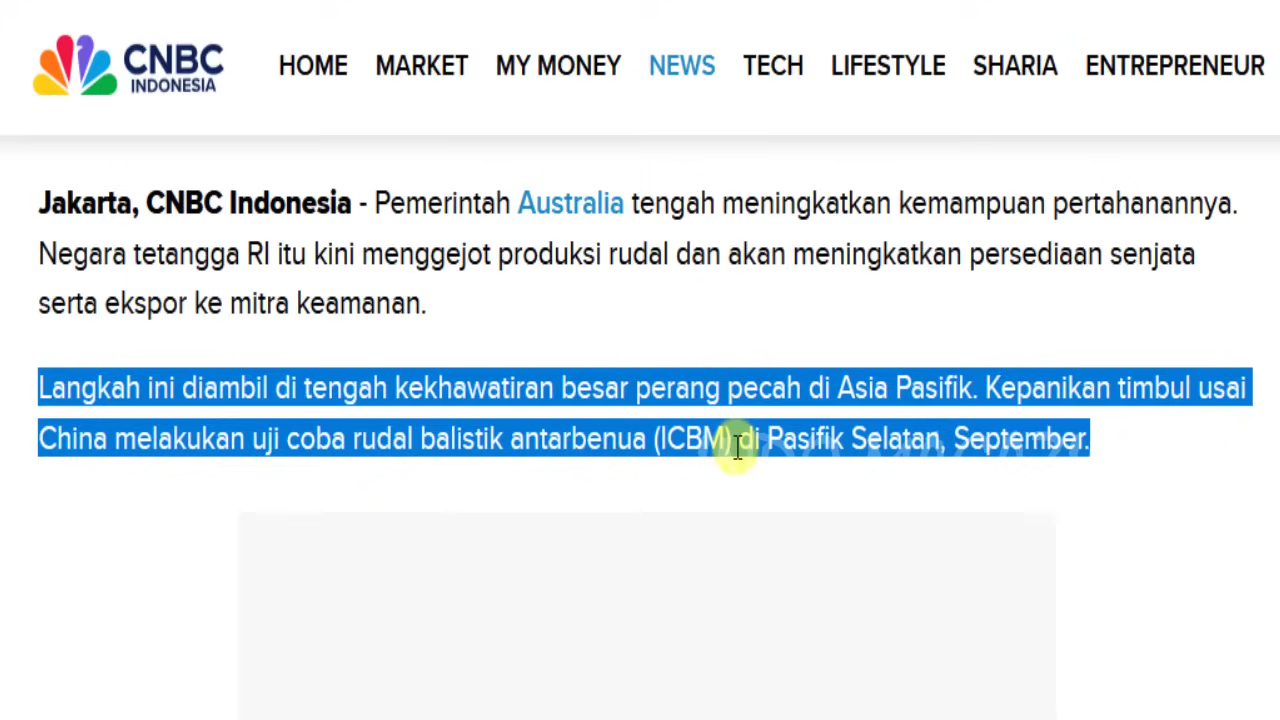 CNBC
INDONESIA
HOME MARKET MY MONEY NEWS TECH LIFESTYLE SHARIA ENTREPRENEUR
Jakarta, CNBC Indonesia - Pemerintah Australia tengah meningkatkan kemampuan pertahanannya.
Negara tetangga RI itu kini menggejot produksi rudal dan akan meningkatkan persediaan senjata
serta ekspor ke mitra keamanan.
Langkah ini diambil di tengah kekhawatiran besar perang pecah di Asia Pasifik. Kepanikan timbul usai
China melakukan uji coba rudal balistik antarbenua (ICBM) di Pasifik Selatan, September.